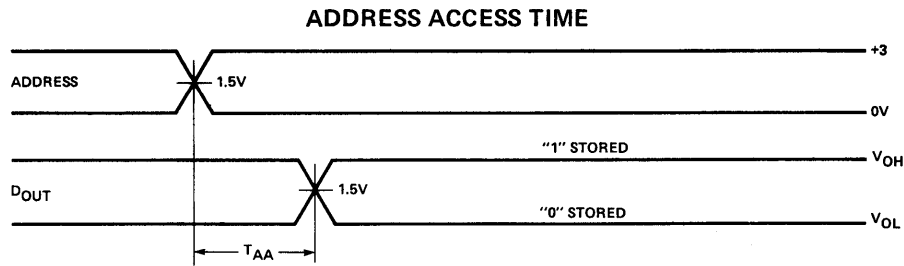 ADDRESS ACCESS TIME
+3
ADDRESS
1.5V
0V
"1" STORED
VOH
DOUT
1.5V
"0" STORED
VOL
TAA